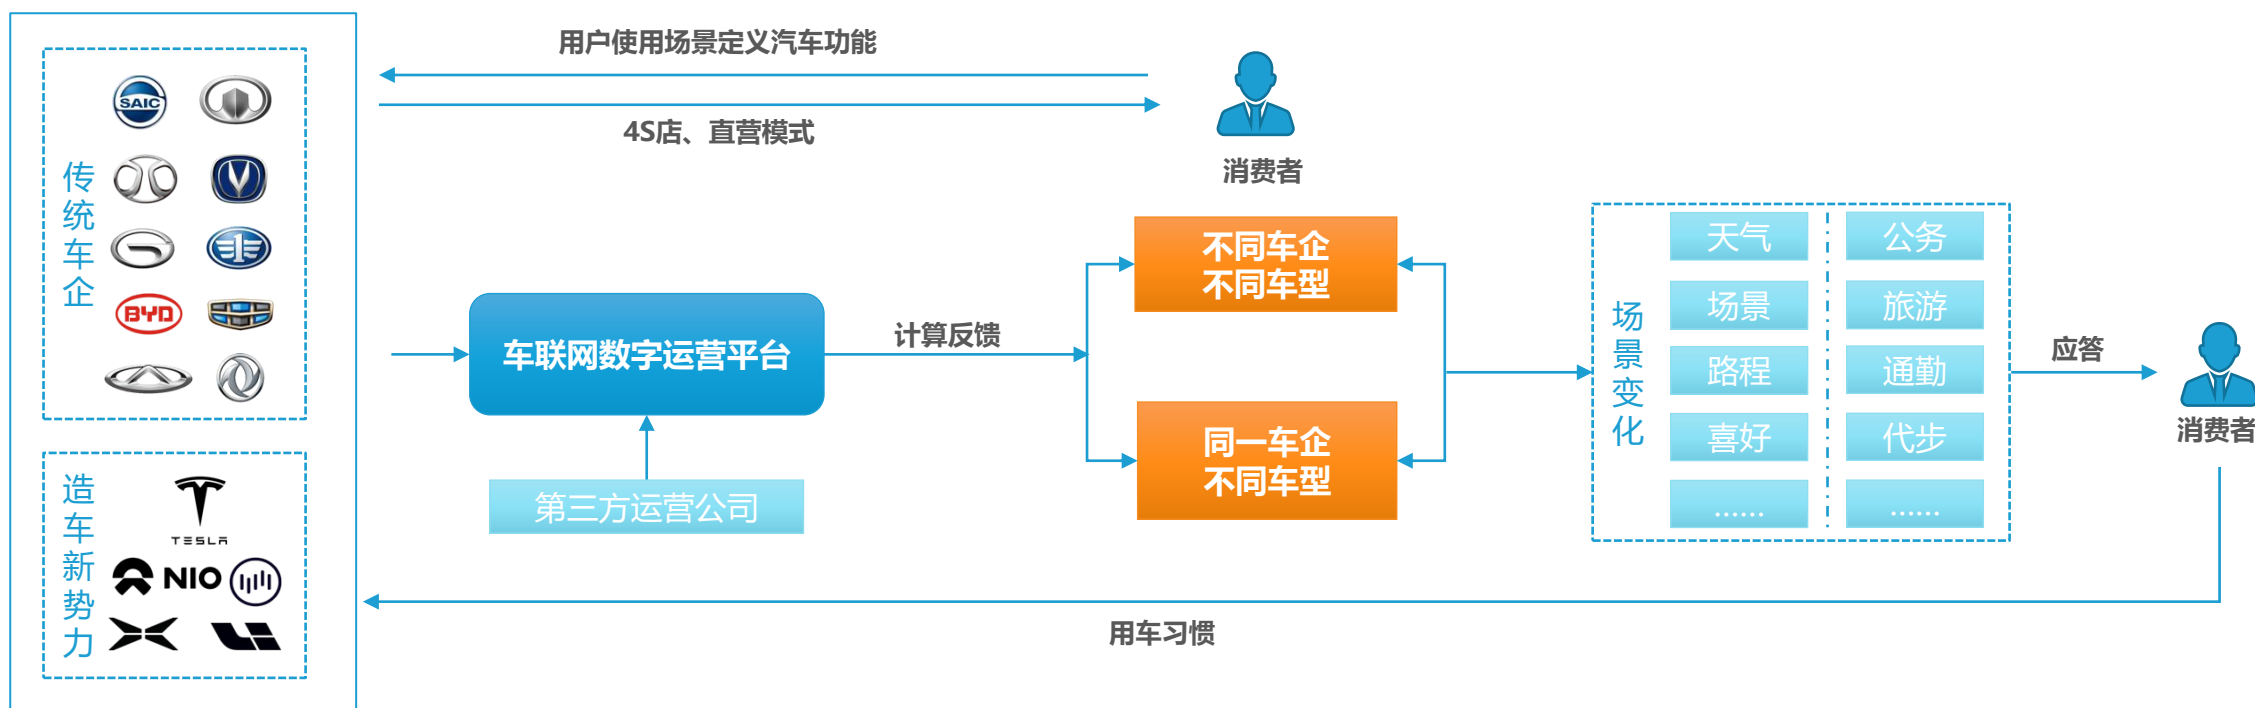 用户使用场景定义汽车功能
4S店、直营模式
消费者
传统车企
SAIC
BYD
造车新势力
TESLA
NIO
车联网数字运营平台
第三方运营公司
计算反馈
不同车企
不同车型
同一车企
不同车型
场景变化
天气
公务
场景
旅游
路程
通勤
喜好
代步
......
......
应答
消费者
用车习惯